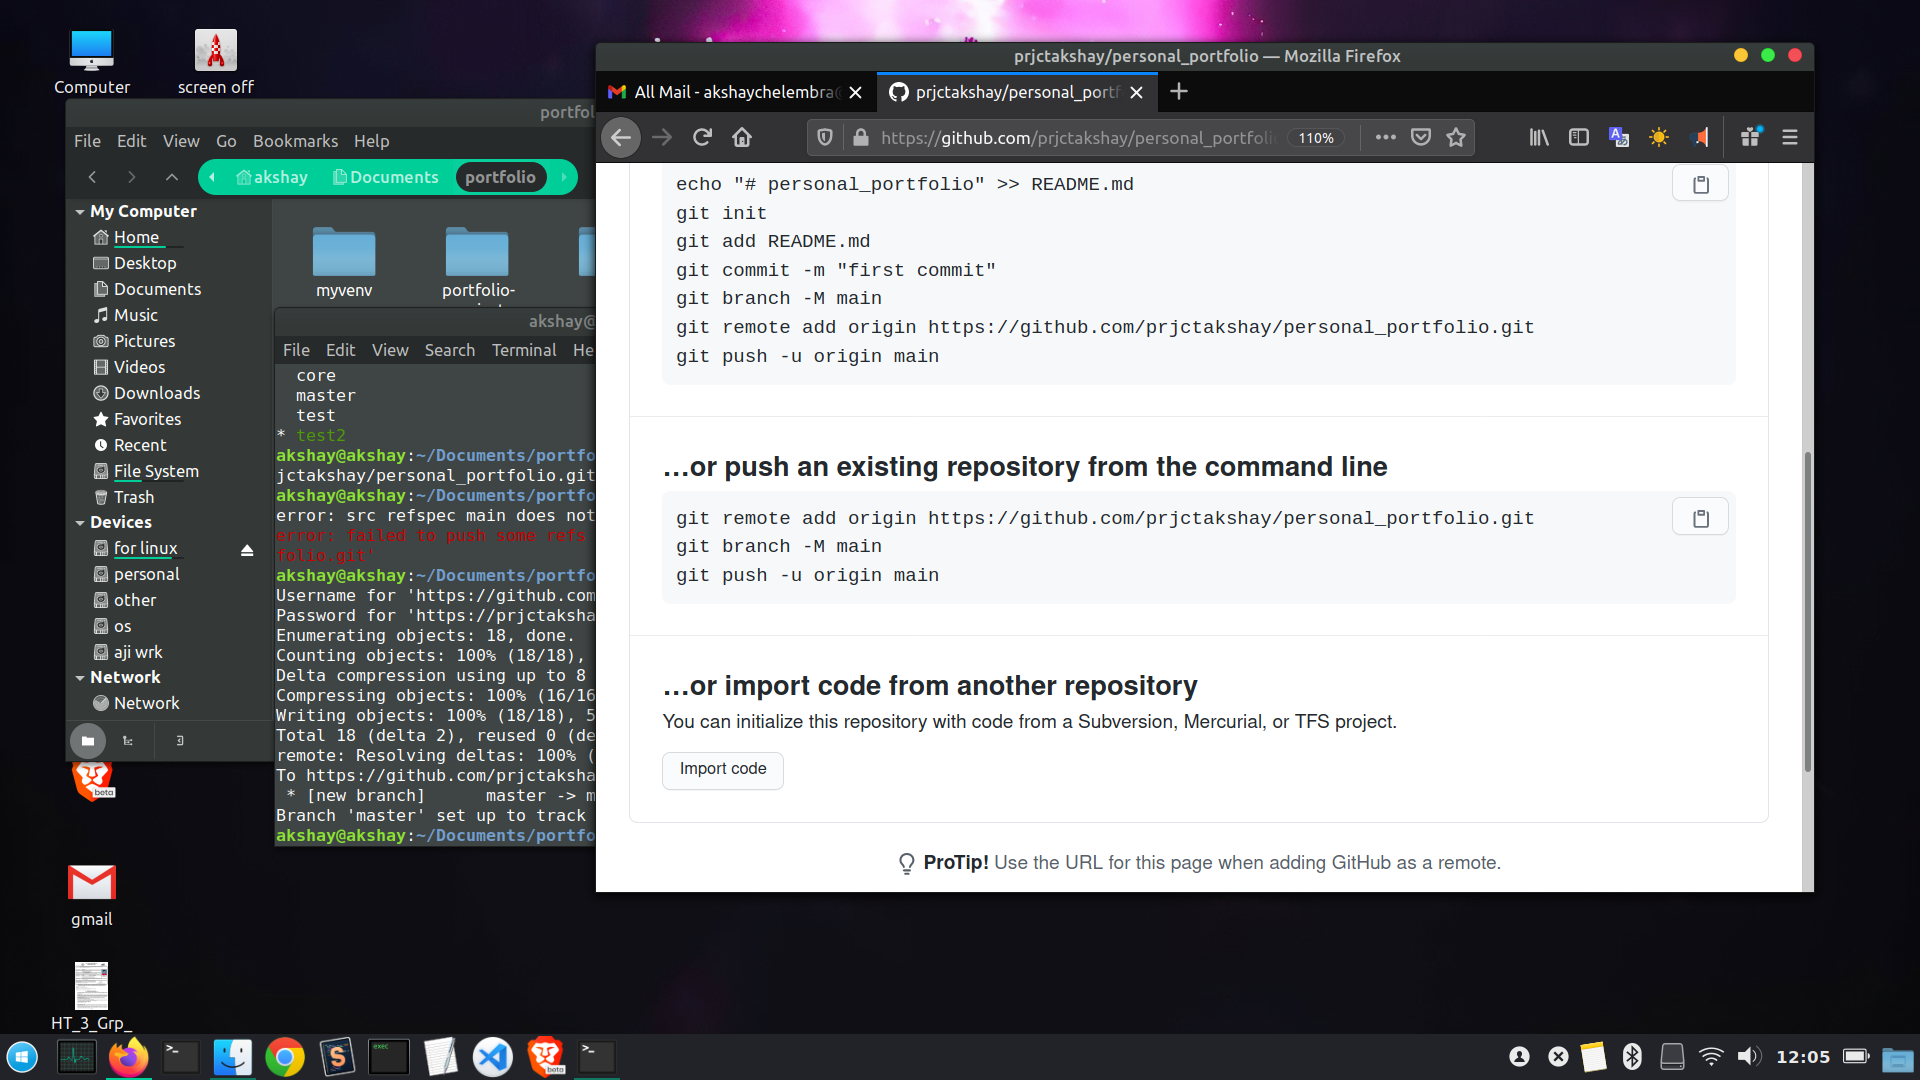 Computer
screen off
portfol
File Edit View Go Bookmarks Help
akshay Documents portfolio
My Computer
Home
Desktop
Documents
Music
Pictures
Videos
Downloads
Favorites
Recent
File System
Trash
Devices
for linux
personal
other
os
aji wrk
Network
Network
myvenv
portfolio-
akshay@
File Edit View Search Terminal He
core
master
test
* test2
akshay@akshay:~/Documents/portfo
jctakshay/personal_portfolio.git
akshay@akshay:~/Documents/portfo
error: src refspec main does not
error: failed to push some refs
folio.git'
akshay@akshay:~/Documents/portfo
Username for 'https://github.com
Password for 'https://prjctaksha
Enumerating objects: 18, done.
Counting objects: 100% (18/18),
Delta compression using up to 8
Compressing objects: 100% (16/16
Writing objects: 100% (18/18), 5
Total 18 (delta 2), reused 0 (de
remote: Resolving deltas: 100% (
To https://github.com/prjctaksha
* [new branch] master -> m
Branch 'master' set up to track
akshay@akshay:~/Documents/portfo
prjctakshay/personal_portfolio — Mozilla Firefox
All Mail - akshaychelembra@
prjctakshay/personal_portf
https://github.com/prjctakshay/personal_portfolio 110%
echo "# personal_portfolio" >> README.md
git init
git add README.md
git commit -m "first commit"
git branch -M main
git remote add origin https://github.com/prjctakshay/personal_portfolio.git
git push -u origin main
…or push an existing repository from the command line
git remote add origin https://github.com/prjctakshay/personal_portfolio.git
git branch -M main
git push -u origin main
…or import code from another repository
You can initialize this repository with code from a Subversion, Mercurial, or TFS project.
Import code
ProTip! Use the URL for this page when adding GitHub as a remote.
beta
gmail
HT_3_Grp_
exec
beta
12:05